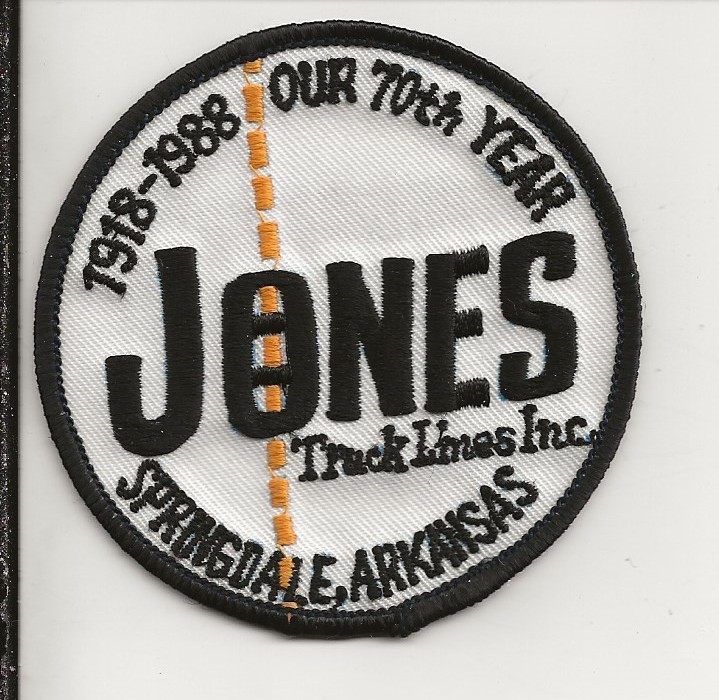 1918-1988 OUR 70th YEAR
JONES
Truck Lines Inc.
SPRINGDALE, ARKANSAS